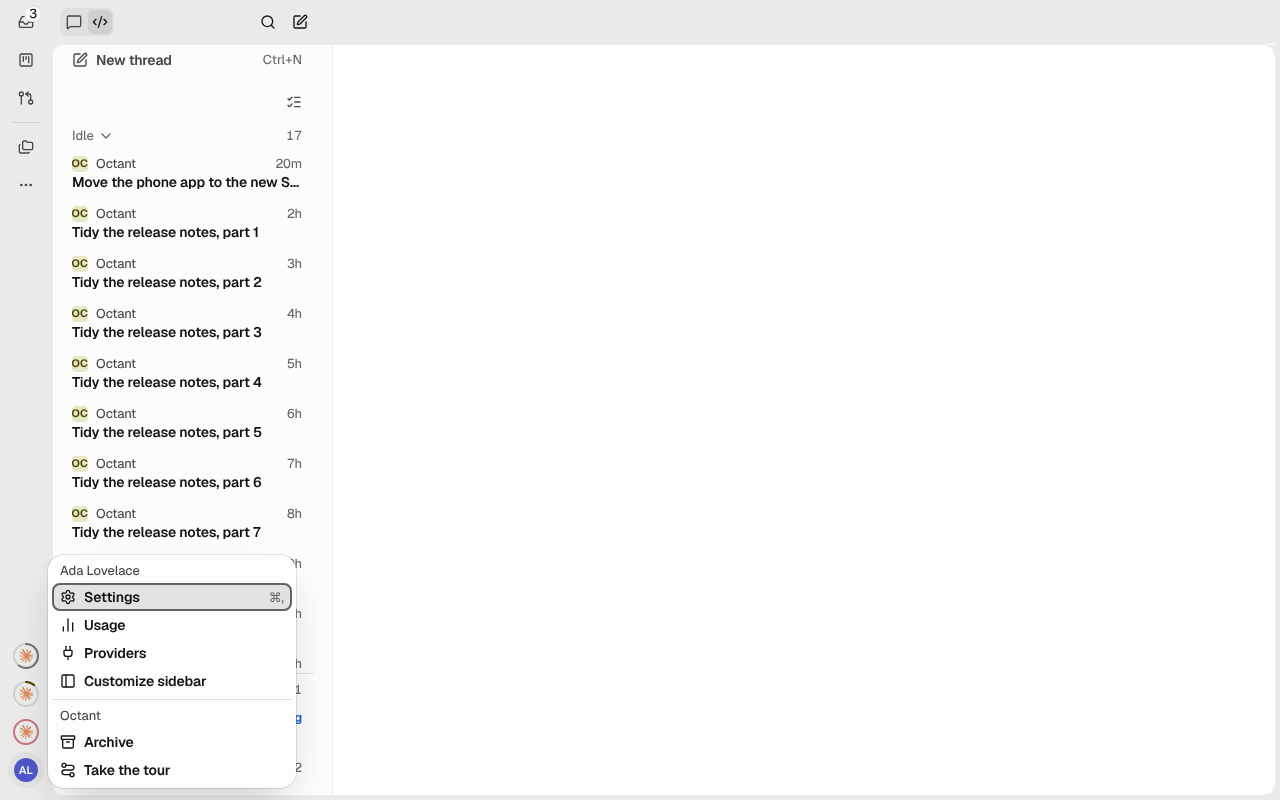 3
New thread Ctrl+N
Idle 17
OC Octant 20m
Move the phone app to the new S...
OC Octant 2h
Tidy the release notes, part 1
OC Octant 3h
Tidy the release notes, part 2
OC Octant 4h
Tidy the release notes, part 3
OC Octant 5h
Tidy the release notes, part 4
OC Octant 6h
Tidy the release notes, part 5
OC Octant 7h
Tidy the release notes, part 6
OC Octant 8h
Tidy the release notes, part 7
Ada Lovelace
Settings ⌘,
Usage
Providers
Customize sidebar
Octant
Archive
Take the tour
h
h
1
g
2
AL